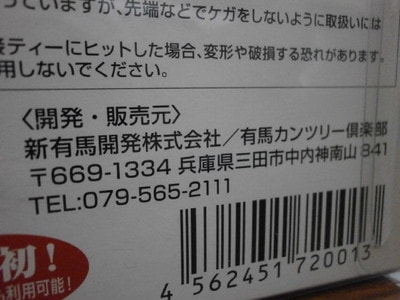 っていますが、先端などでケガをしないように取扱いには
ティーにヒットした場合、変形や破損する恐れがあります。
用しないでください。
〈開発・販売元〉
新有馬開発株式会社/有馬カンツリー倶楽部
〒669-1334 兵庫県三田市中内神南山 841
TEL:079-565-2111
初!
利用可能!
4 562451 720013